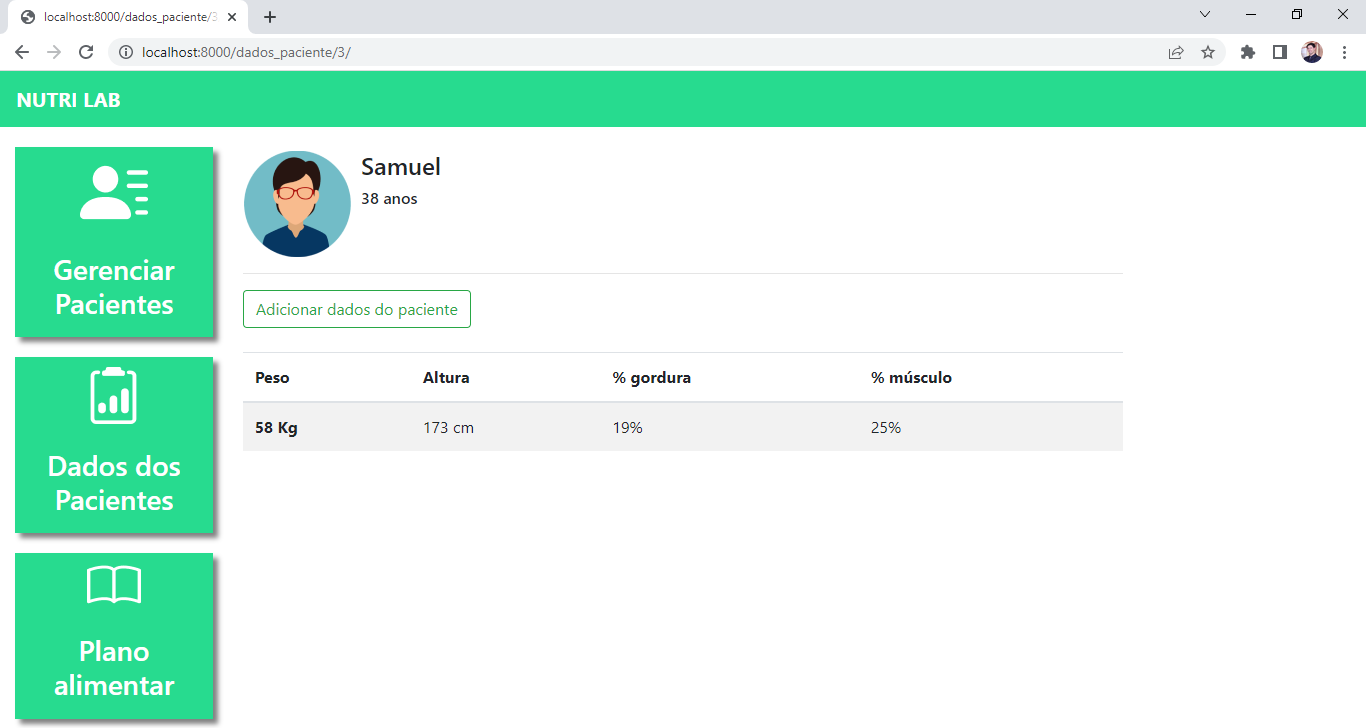 localhost:8000/dados_paciente/3
localhost:8000/dados_paciente/3/
NUTRI LAB
Gerenciar
Pacientes
Dados dos
Pacientes
Plano
alimentar
Samuel
38 anos
Adicionar dados do paciente
Peso Altura % gordura % músculo
58 Kg 173 cm 19% 25%